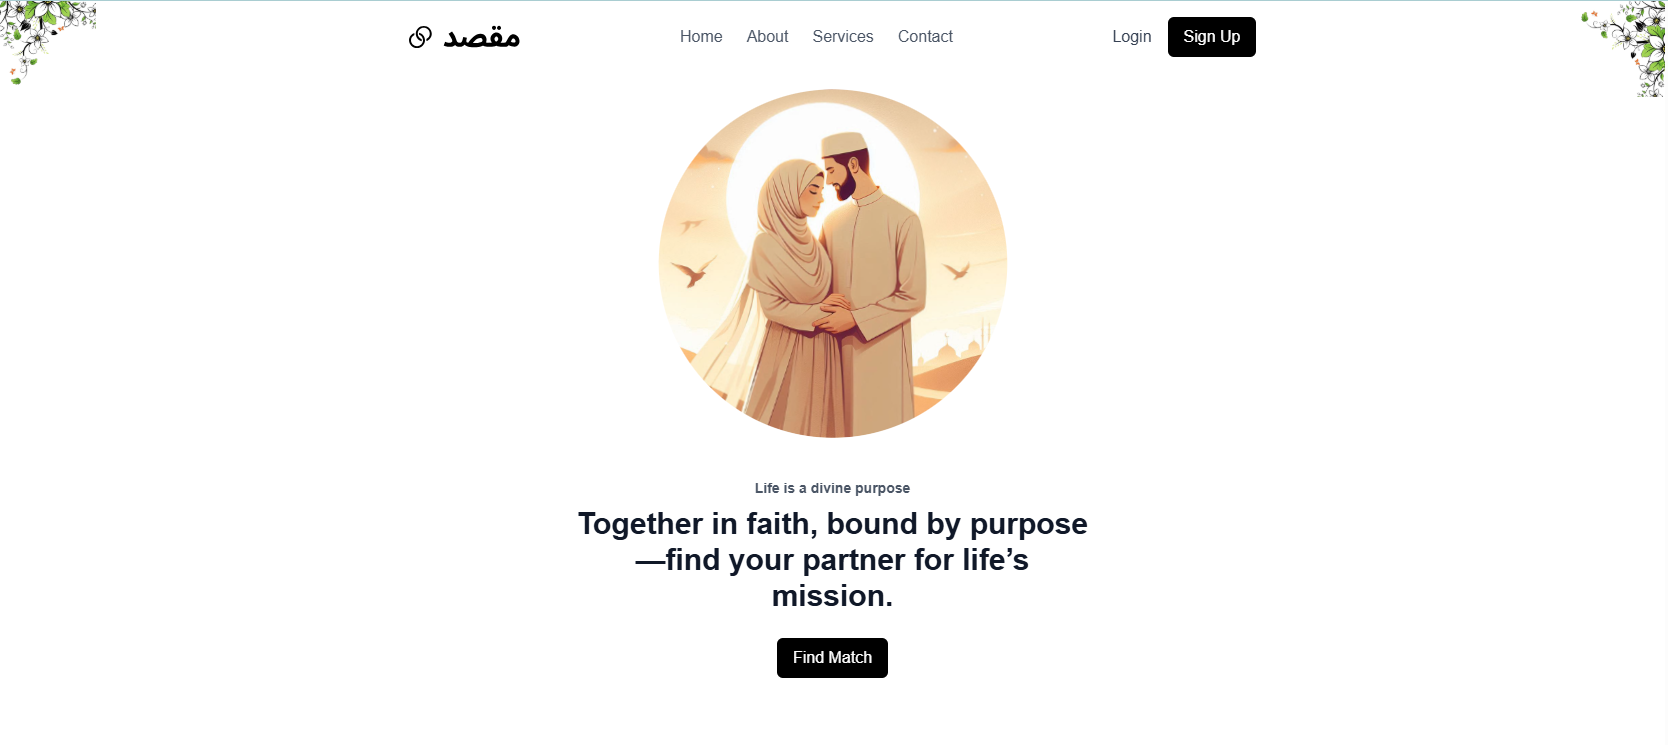 مقصد
Home
About
Services
Contact
Login
Sign Up
Life is a divine purpose
Together in faith, bound by purpose
—find your partner for life’s
mission.
Find Match